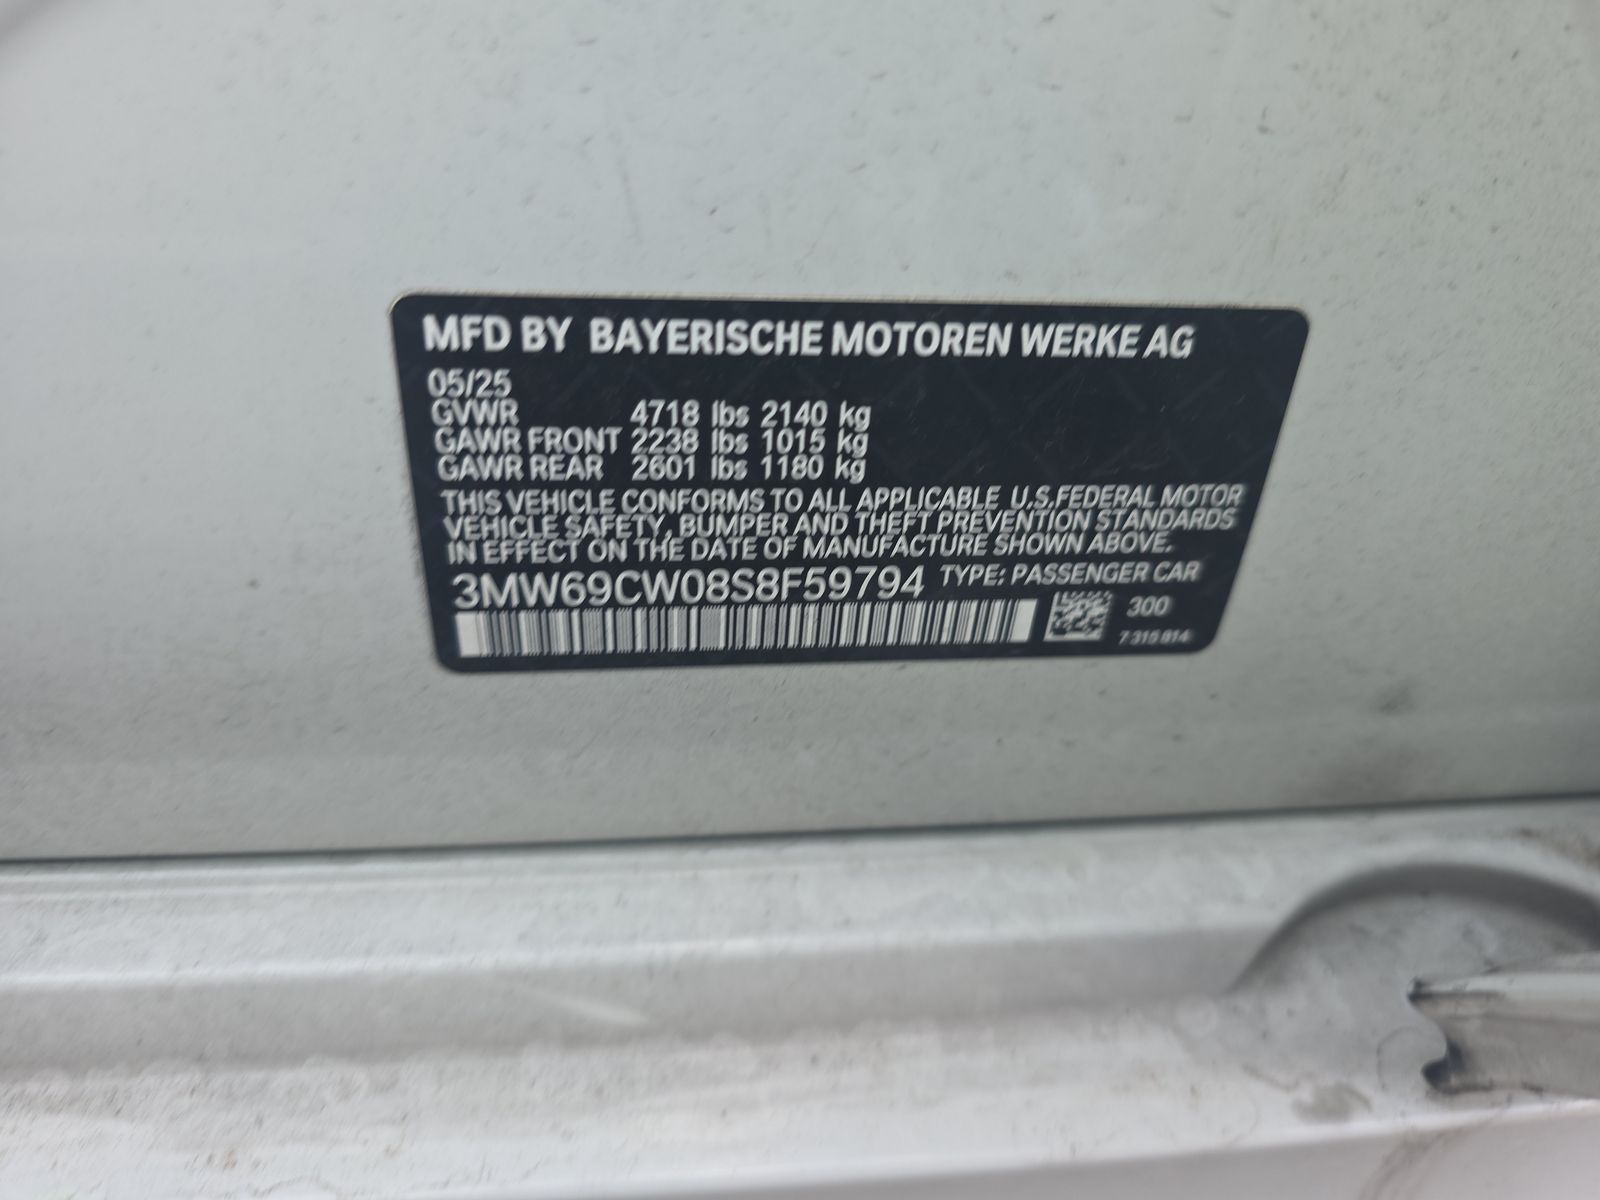 MFD BY BAYERISCHE MOTOREN WERKE AG
05/25
GVWR 4718 lbs 2140 kg
GAWR FRONT 2238 lbs 1015 kg
GAWR REAR 2601 lbs 1180 kg
THIS VEHICLE CONFORMS TO ALL APPLICABLE U.S.FEDERAL MOTOR
VEHICLE SAFETY, BUMPER AND THEFT PREVENTION STANDARDS
IN EFFECT ON THE DATE OF MANUFACTURE SHOWN ABOVE.
3MW69CW08S8F59794 TYPE: PASSENGER CAR
300